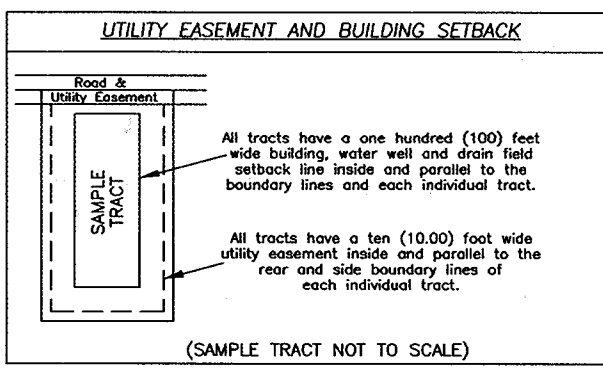 UTILITY EASEMENT AND BUILDING SETBACK
Road &
Utility Easement
SAMPLE
TRACT
All tracts have a one hundred (100) feet
wide building, water well and drain field
setback line inside and parallel to the
boundary lines and each individual tract.
All tracts have a ten (10.00) foot wide
utility easement inside and parallel to the
rear and side boundary lines of
each individual tract.
(SAMPLE TRACT NOT TO SCALE)